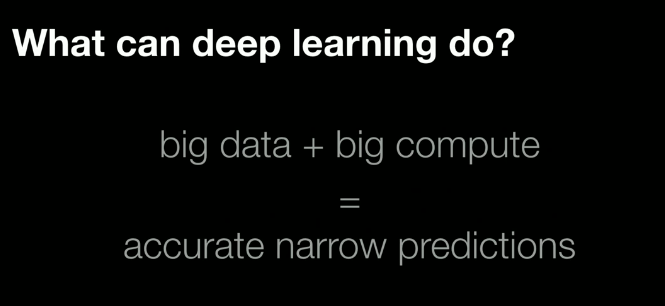 What can deep learning do?
big data + big compute
=
accurate narrow predictions